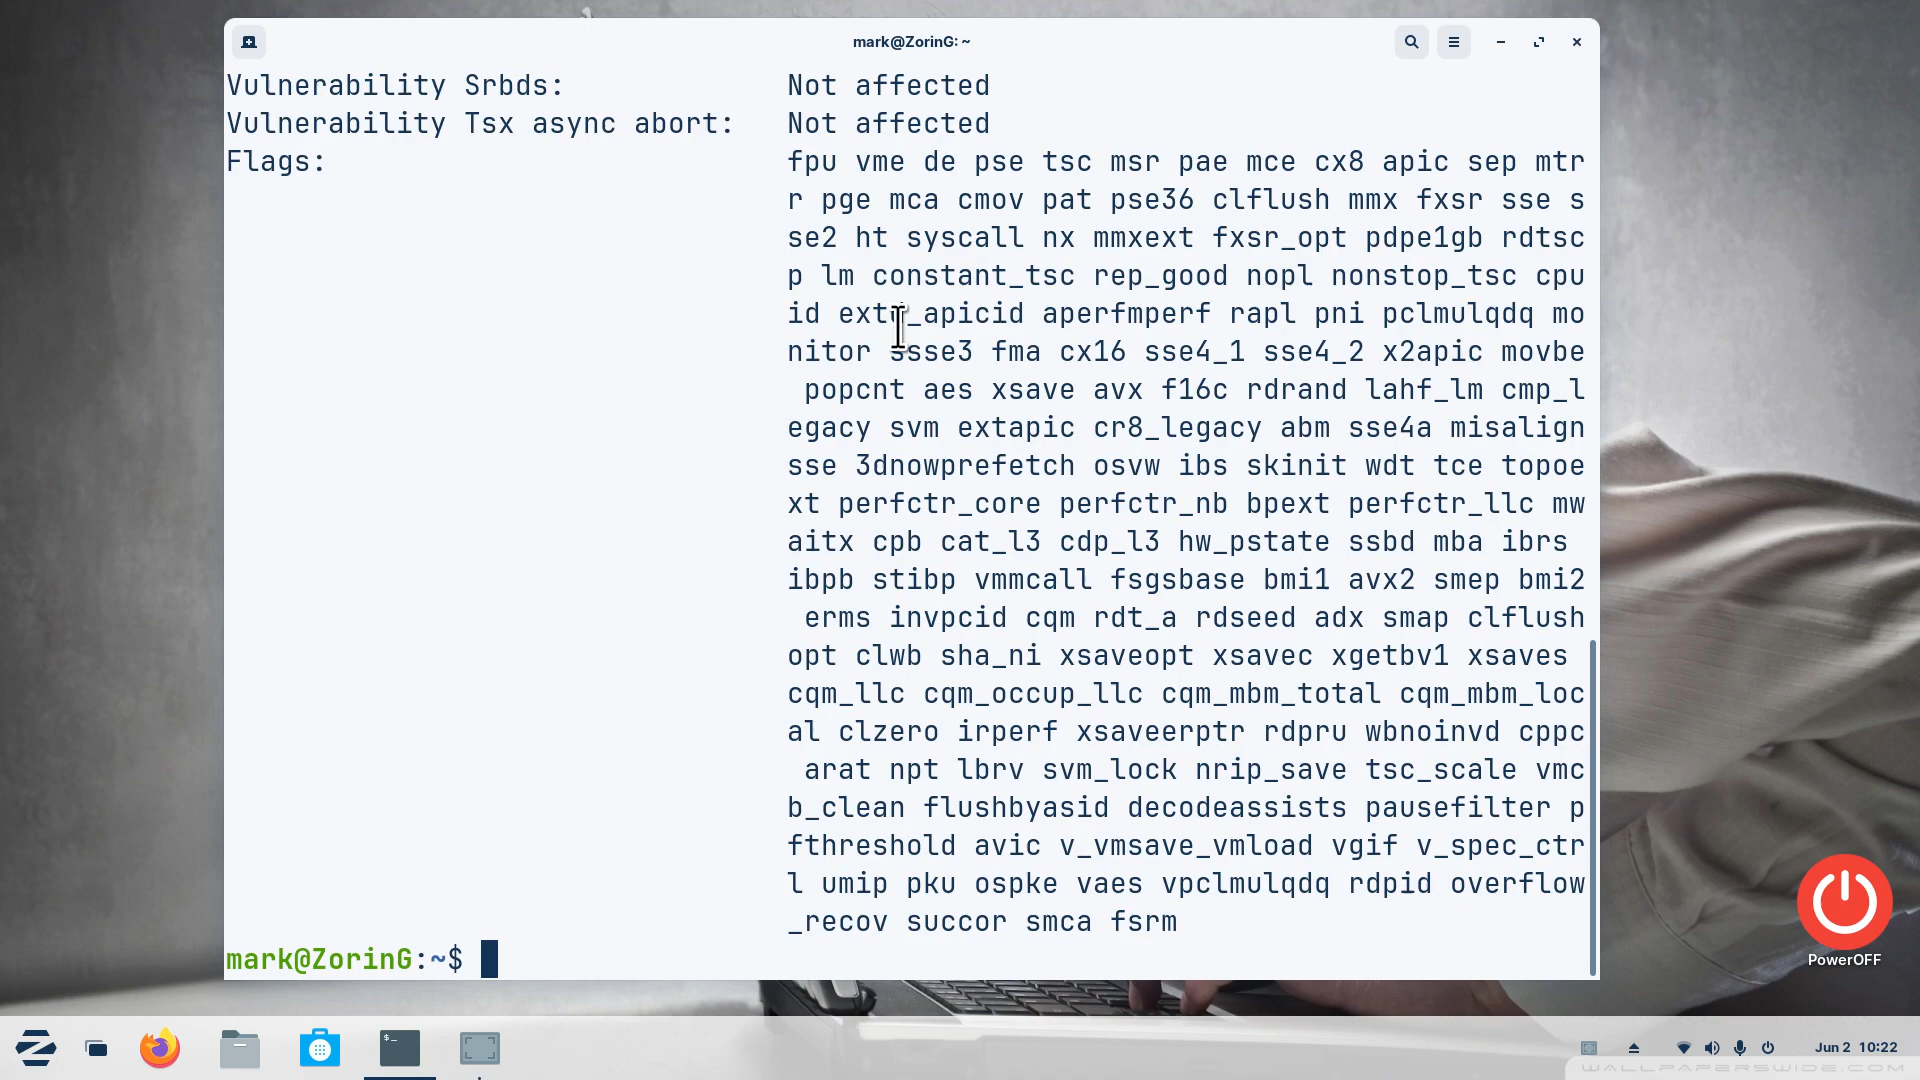 mark@ZorinG: ~
Vulnerability Srbds: Not affected
Vulnerability Tsx async abort: Not affected
Flags: fpu vme de pse tsc msr pae mce cx8 apic sep mtr
r pge mca cmov pat pse36 clflush mmx fxsr sse s
se2 ht syscall nx mmxext fxsr_opt pdpe1gb rdtsc
p lm constant_tsc rep_good nopl nonstop_tsc cpu
id extd_apicid aperfmperf rapl pni pclmulqdq mo
nitor ssse3 fma cx16 sse4_1 sse4_2 x2apic movbe
popcnt aes xsave avx f16c rdrand lahf_lm cmp_l
egacy svm extapic cr8_legacy abm sse4a misalign
sse 3dnowprefetch osvw ibs skinit wdt tce topoe
xt perfctr_core perfctr_nb bpext perfctr_llc mw
aitx cpb cat_l3 cdp_l3 hw_pstate ssbd mba ibrs
ibpb stibp vmmcall fsgsbase bmi1 avx2 smep bmi2
erms invpcid cqm rdt_a rdseed adx smap clflush
opt clwb sha_ni xsaveopt xsavec xgetbv1 xsaves
cqm_llc cqm_occup_llc cqm_mbm_total cqm_mbm_loc
al clzero irperf xsaveerptr rdpru wbnoinvd cppc
arat npt lbrv svm_lock nrip_save tsc_scale vmc
b_clean flushbyasid decodeassists pausefilter p
fthreshold avic v_vmsave_vmload vgif v_spec_ctr
l umip pku ospke vaes vpclmulqdq rdpid overflow
_recov succor smca fsrm
mark@ZorinG:~$
PowerOFF
$_
Jun 2 10:22
WALLPAPERSWIDE.COM